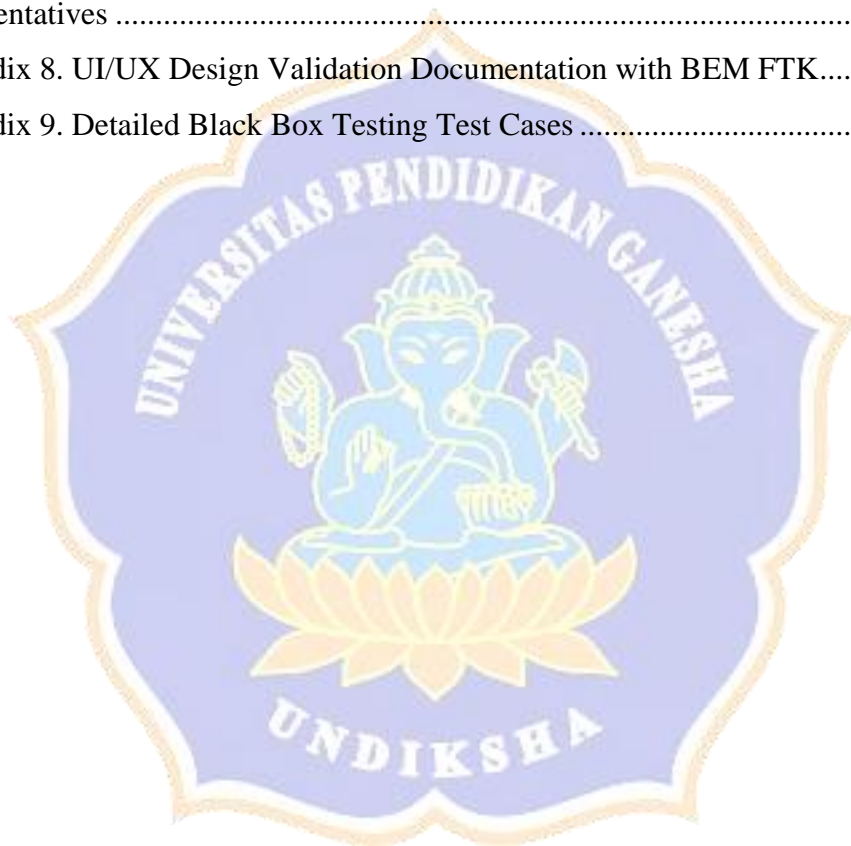 entatives ........................................................................................................
dix 8. UI/UX Design Validation Documentation with BEM FTK....
dix 9. Detailed Black Box Testing Test Cases ......................................
UNIVERSITAS PENDIDIKAN GANESHA
UNDIKSHA